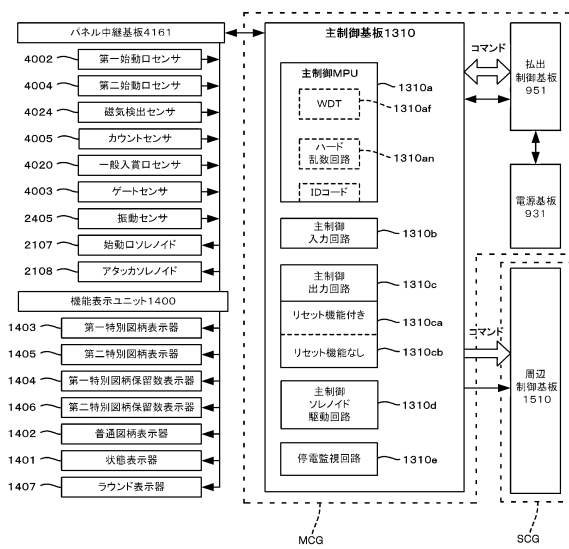 パネル中継基板4161
4002 第一始動口センサ
4004 第二始動口センサ
4024 磁気検出センサ
4005 カウントセンサ
4020 一般入賞口センサ
4003 ゲートセンサ
2405 振動センサ
2107 始動口ソレノイド
2108 アタッカソレノイド
機能表示ユニット1400
1403 第一特別図柄表示器
1405 第二特別図柄表示器
1404 第一特別図柄保留数表示器
1406 第二特別図柄保留数表示器
1402 普通図柄表示器
1401 状態表示器
1407 ラウンド表示器
主制御基板1310
主制御MPU
1310a
WDT
1310af
ハード
乱数回路
1310an
IDコード
主制御
入力回路
1310b
主制御
出力回路
1310c
リセット機能付き
1310ca
リセット機能なし
1310cb
主制御
ソレノイド
駆動回路
1310d
停電監視回路
1310e
コマンド
払出
制御基板
951
電源基板
931
コマンド
周辺
制御基板
1510
MCG
SCG